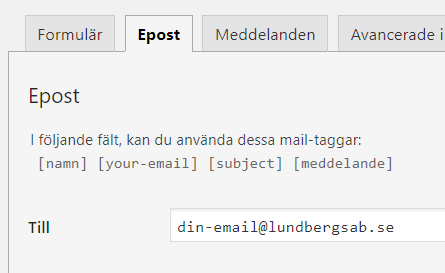 Formulär Epost Meddelanden Avancerade i
Epost
I följande fält, kan du använda dessa mail-taggar:
[namn] [your-email] [subject] [meddelande]
Till din-email@lundbergsab.se